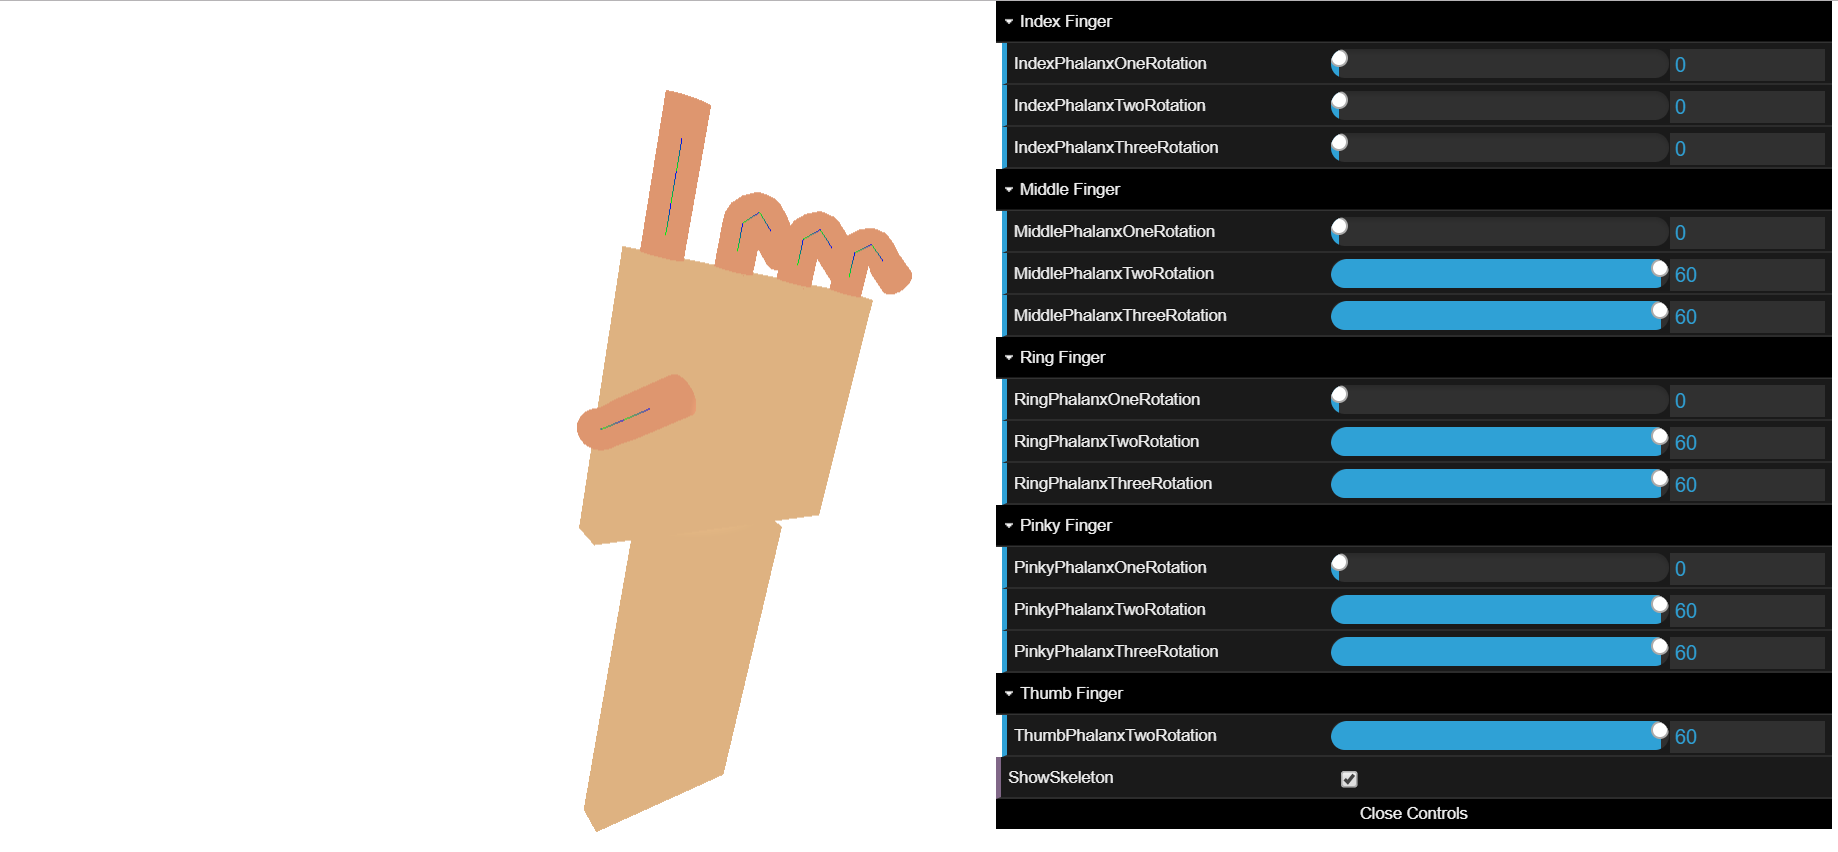 Index Finger
IndexPhalanxOneRotation 0
IndexPhalanxTwoRotation 0
IndexPhalanxThreeRotation 0
Middle Finger
MiddlePhalanxOneRotation 0
MiddlePhalanxTwoRotation 60
MiddlePhalanxThreeRotation 60
Ring Finger
RingPhalanxOneRotation 0
RingPhalanxTwoRotation 60
RingPhalanxThreeRotation 60
Pinky Finger
PinkyPhalanxOneRotation 0
PinkyPhalanxTwoRotation 60
PinkyPhalanxThreeRotation 60
Thumb Finger
ThumbPhalanxTwoRotation 60
ShowSkeleton
Close Controls